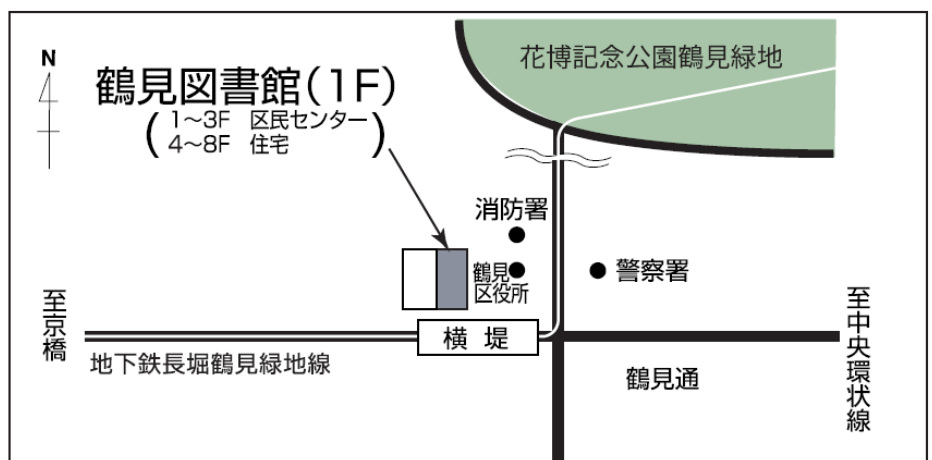 N
花博記念公園鶴見緑地
鶴見図書館(1F)
(1～3F 区民センター
4～8F 住宅)
消防署
鶴見
区役所
警察署
至京橋
横堤
至中央環状線
地下鉄長堀鶴見緑地線
鶴見通